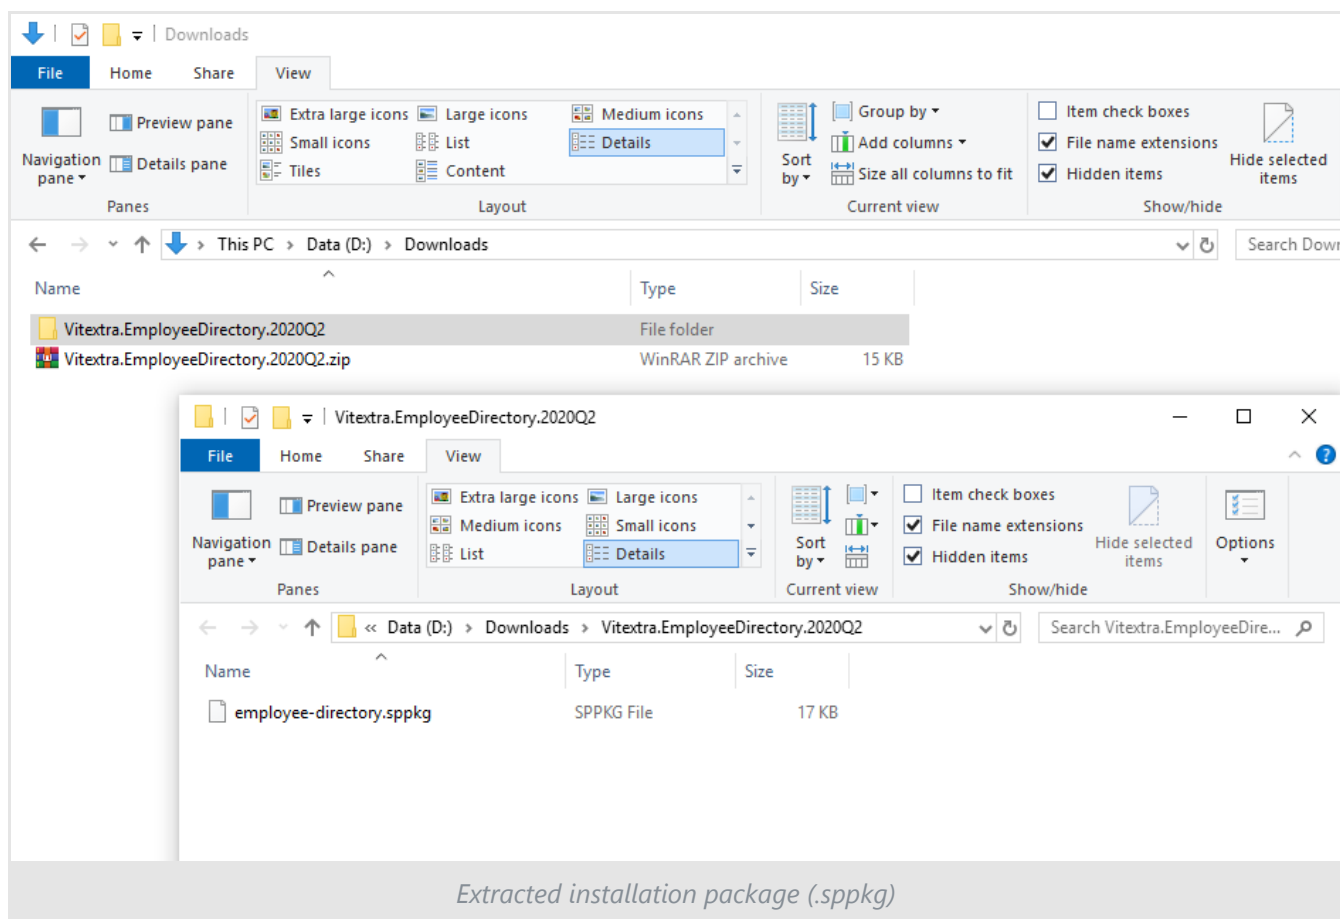 Downloads
File Home Share View
Extra large icons Large icons Medium icons Group by Item check boxes
Preview pane
Small icons List Details Add columns File name extensions
Navigation pane Details pane Sort by Hide selected items
Tiles Content Size all columns to fit Hidden items
Panes Layout Current view Show/hide
This PC Data (D:) Downloads Search Down
Name Type Size
Vitextra.EmployeeDirectory.2020Q2 File folder
Vitextra.EmployeeDirectory.2020Q2.zip WinRAR ZIP archive 15 KB
Vitextra.EmployeeDirectory.2020Q2
File Home Share View
Extra large icons Large icons Item check boxes
Preview pane
Medium icons Small icons File name extensions
Navigation pane Details pane Sort by Hide selected items Options
List Details Hidden items
Panes Layout Current view Show/hide
« Data (D:) Downloads Vitextra.EmployeeDirectory.2020Q2 Search Vitextra.EmployeeDire...
Name Type Size
employee-directory.sppkg SPPKG File 17 KB
Extracted installation package (.sppkg)